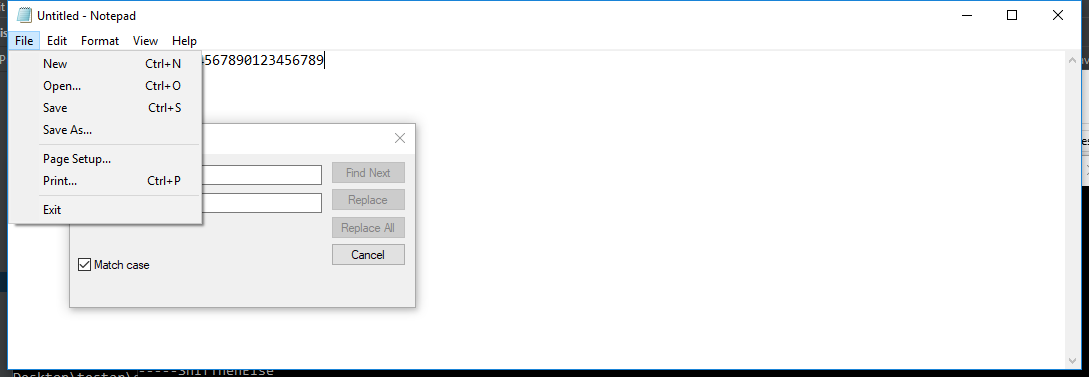 Untitled - Notepad
File Edit Format View Help
New Ctrl+N
4567890123456789
Open... Ctrl+O
Save Ctrl+S
Save As...
Page Setup...
Print... Ctrl+P
Exit
Find Next
Replace
Replace All
Cancel
Match case